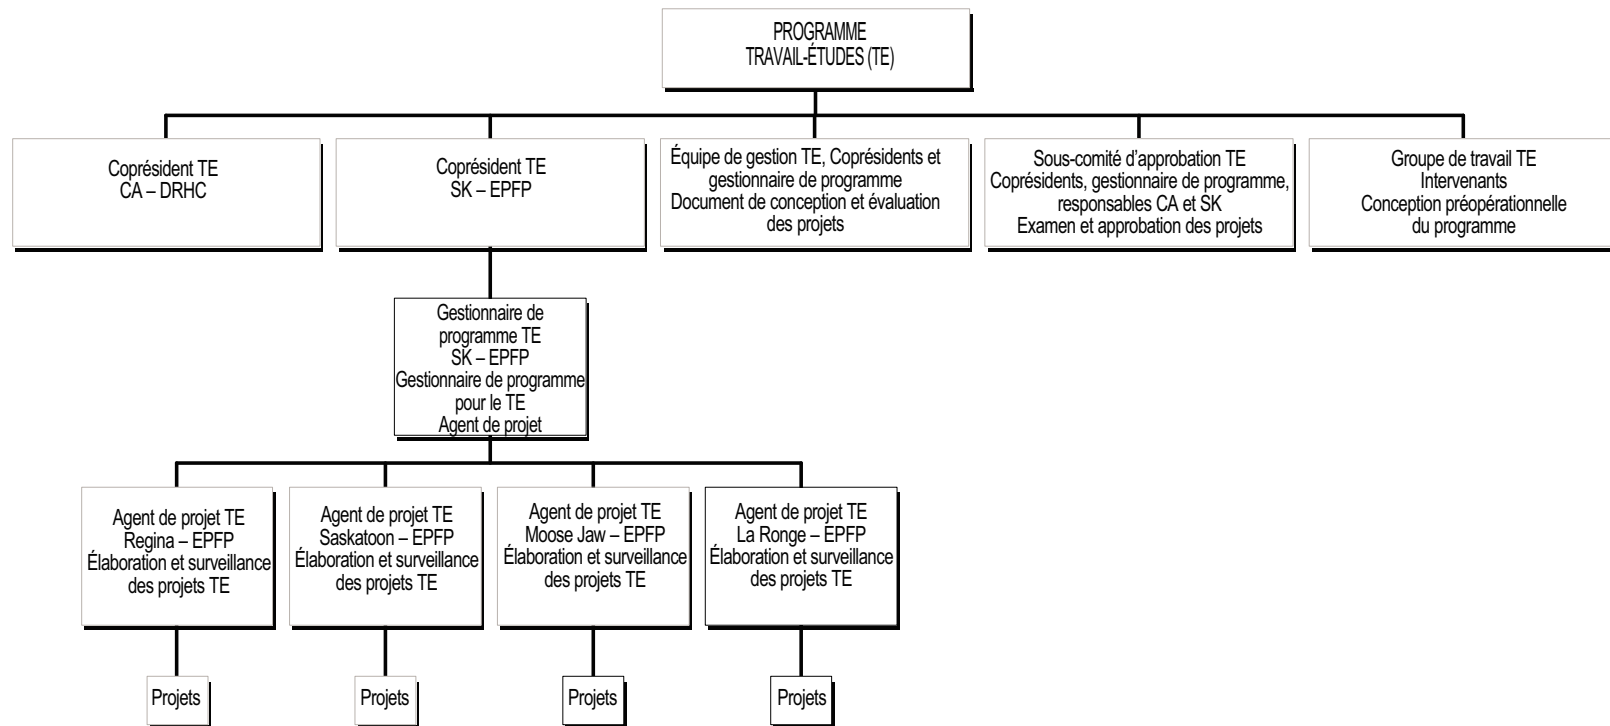 PROGRAMME
TRAVAIL-ÉTUDES (TE)
Coprésident TE
CA – DRHC
Coprésident TE
SK – EPFP
Équipe de gestion TE, Coprésidents et
gestionnaire de programme
Document de conception et évaluation
des projets
Sous-comité d’approbation TE
Coprésidents, gestionnaire de programme,
responsables CA et SK
Examen et approbation des projets
Groupe de travail TE
Intervenants
Conception préopérationnelle
du programme
Gestionnaire de
programme TE
SK – EPFP
Gestionnaire de programme
pour le TE
Agent de projet
Agent de projet TE
Regina – EPFP
Élaboration et surveillance
des projets TE
Agent de projet TE
Saskatoon – EPFP
Élaboration et surveillance
des projets TE
Agent de projet TE
Moose Jaw – EPFP
Élaboration et surveillance
des projets TE
Agent de projet TE
La Ronge – EPFP
Élaboration et surveillance
des projets TE
Projets
Projets
Projets
Projets